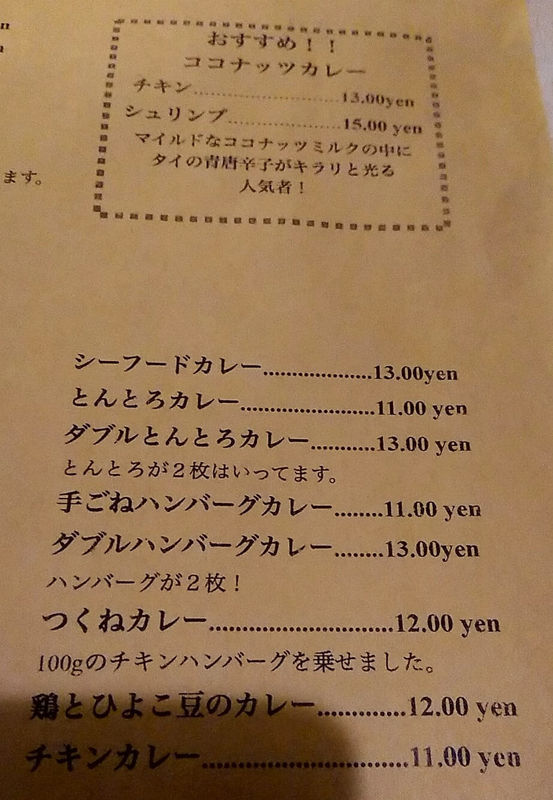 おすすめ！！
ココナッツカレー
チキン..........................13.00yen
シュリンプ....................15.00 yen
マイルドなココナッツミルクの中に
タイの青唐辛子がキラリと光る
人気者！
ます。
シーフードカレー...................13.00yen
とんとろカレー.......................11.00 yen
ダブルとんとろカレー...........13.00 yen
とんとろが２枚はいってます。
手ごねハンバーグカレー........11.00 yen
ダブルハンバーグカレー........13.00yen
ハンバーグが２枚！
つくねカレー..............................12.00 yen
100gのチキンハンバーグを乗せました。
鶏とひよこ豆のカレー..............12.00 yen
チキンカレー................................11.00 yen